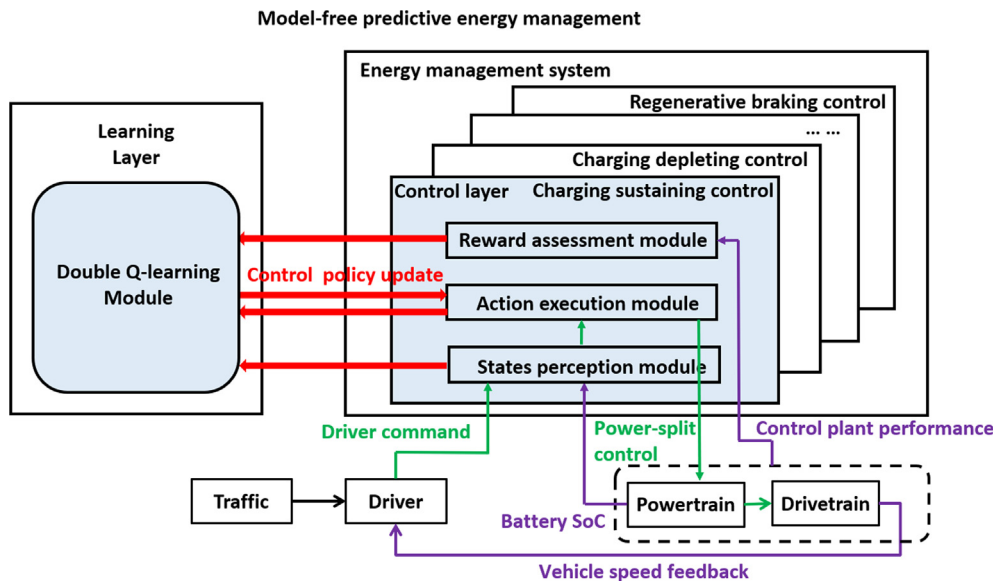 Model-free predictive energy management
Energy management system
Regenerative braking control
... ...
Charging depleting control
Control layer
Charging sustaining control
Learning
Layer
Reward assessment module
Double Q-learning
Module
Control policy update
Action execution module
States perception module
Driver command
Power-split
control
Control plant performance
Traffic
Driver
Battery SoC
Powertrain
Drivetrain
Vehicle speed feedback